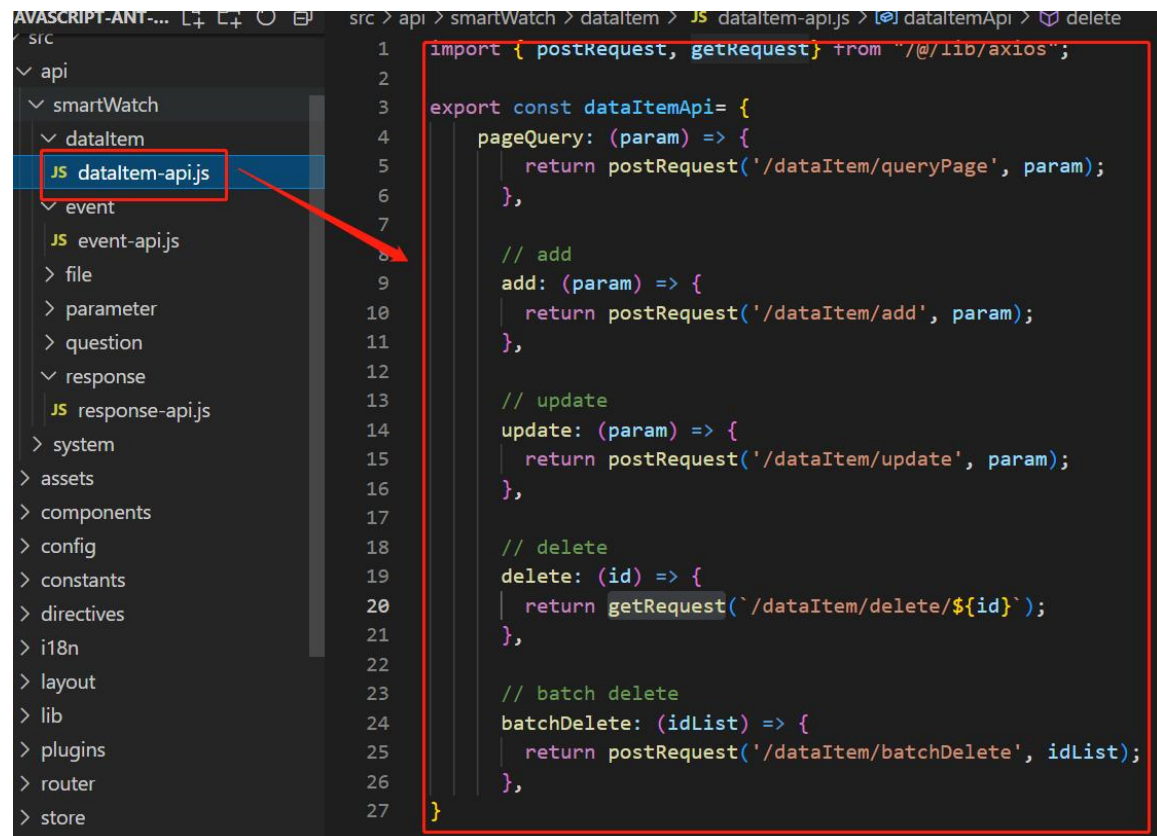 AVASCRIPT-ANT-...
src
api
smartWatch
dataItem
JS dataItem-api.js
event
JS event-api.js
file
parameter
question
response
JS response-api.js
system
assets
components
config
constants
directives
i18n
layout
lib
plugins
router
store
src > api > smartWatch > dataItem > JS dataItem-api.js > dataItemApi > delete
1 import { postRequest, getRequest} from "/@/lib/axios";
2
3 export const dataItemApi= {
4 pageQuery: (param) => {
5 return postRequest('/dataItem/queryPage', param);
6 },
7
8 // add
9 add: (param) => {
10 return postRequest('/dataItem/add', param);
11 },
12
13 // update
14 update: (param) => {
15 return postRequest('/dataItem/update', param);
16 },
17
18 // delete
19 delete: (id) => {
20 return getRequest(`/dataItem/delete/${id}`);
21 },
22
23 // batch delete
24 batchDelete: (idList) => {
25 return postRequest('/dataItem/batchDelete', idList);
26 },
27 }